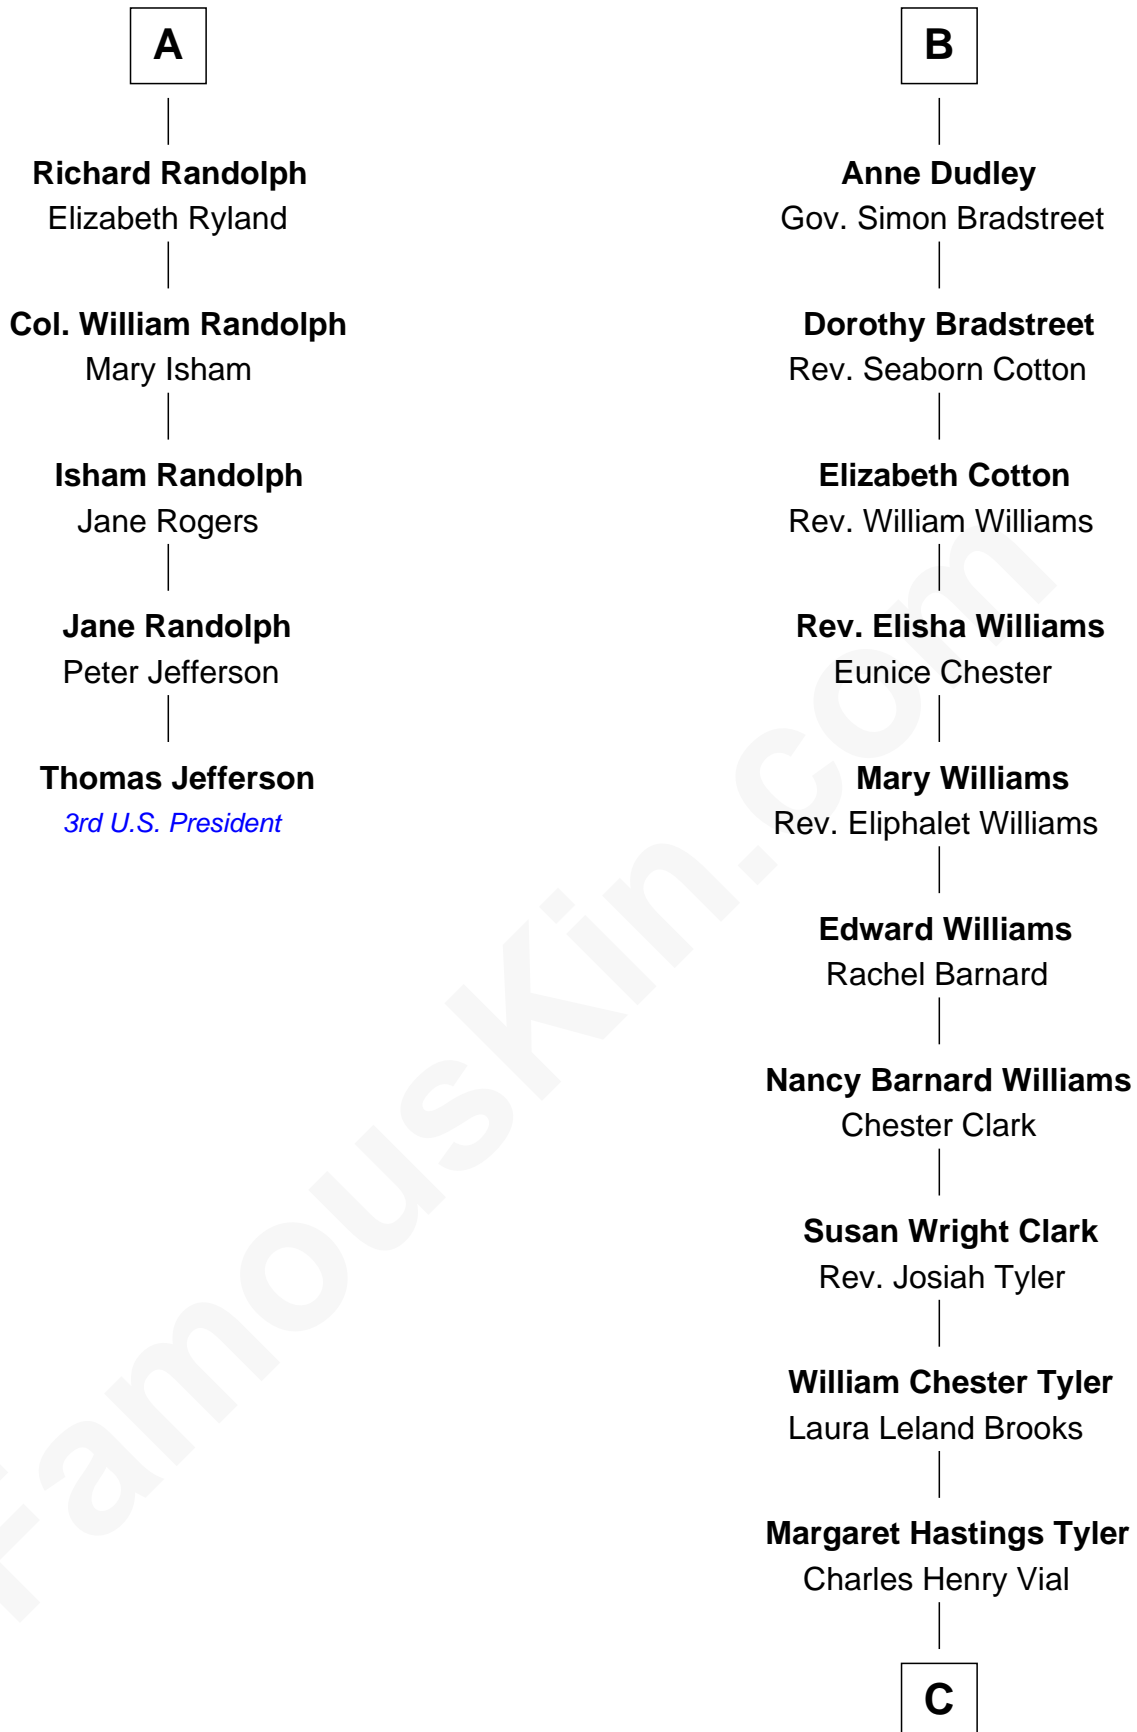 A
Richard Randolph
Elizabeth Ryland
Col. William Randolph
Mary Isham
Isham Randolph
Jane Rogers
Jane Randolph
Peter Jefferson
Thomas Jefferson
3rd U.S. President
B
Anne Dudley
Gov. Simon Bradstreet
Dorothy Bradstreet
Rev. Seaborn Cotton
Elizabeth Cotton
Rev. William Williams
Rev. Elisha Williams
Eunice Chester
Mary Williams
Rev. Eliphalet Williams
Edward Williams
Rachel Barnard
Nancy Barnard Williams
Chester Clark
Susan Wright Clark
Rev. Josiah Tyler
William Chester Tyler
Laura Leland Brooks
Margaret Hastings Tyler
Charles Henry Vial
C
FamousKin.com